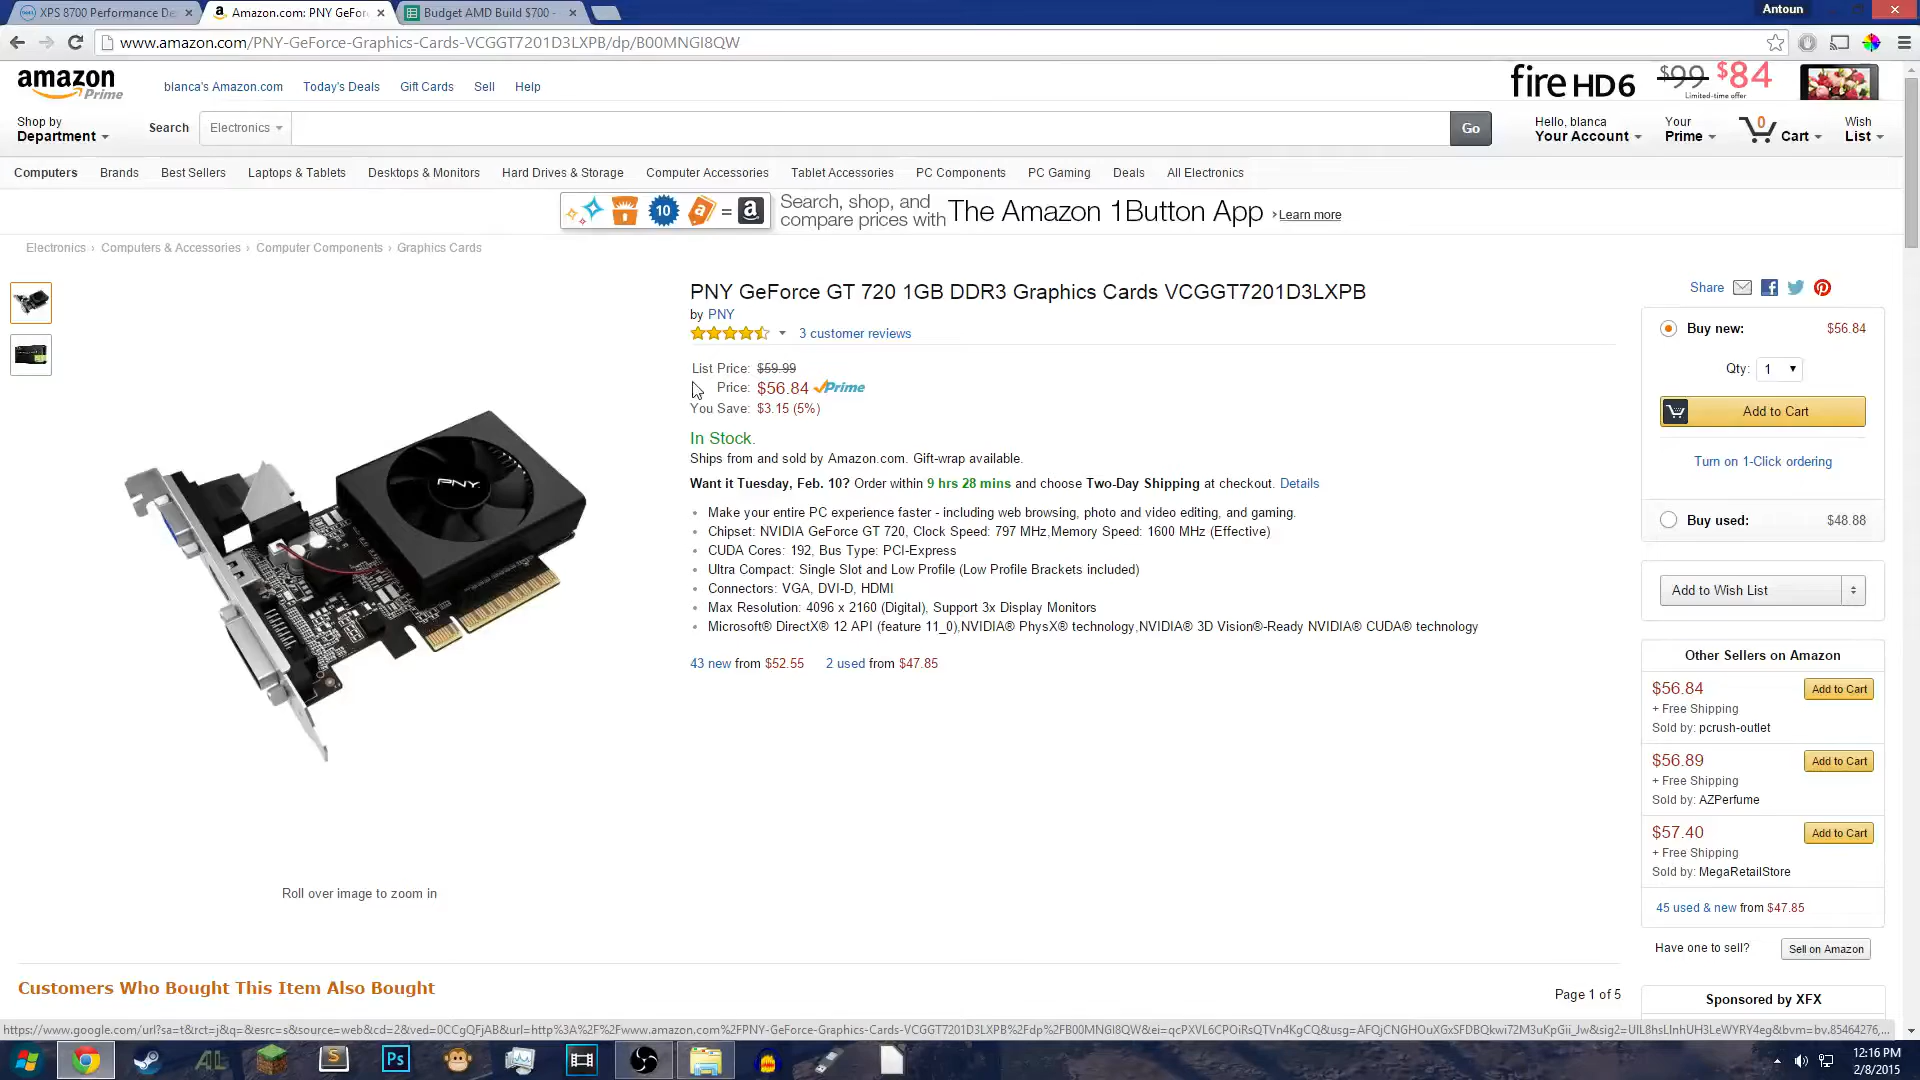 XPS 8700 Performance De
Amazon.com: PNY GeFor
Budget AMD Build $700 -
Antoun
www.amazon.com/PNY-GeForce-Graphics-Cards-VCGGT7201D3LXPB/dp/B00MNGI8QW
amazon
Prime
blanca's Amazon.com
Today's Deals
Gift Cards
Sell
Help
fire HD6
$99 $84
Limited-time offer
Shop by
Department
Search
Electronics
Go
Hello, blanca
Your Account
Your
Prime
0
Cart
Wish
List
Computers
Brands
Best Sellers
Laptops & Tablets
Desktops & Monitors
Hard Drives & Storage
Computer Accessories
Tablet Accessories
PC Components
PC Gaming
Deals
All Electronics
10
a = a
Search, shop, and
compare prices with
The Amazon 1Button App
› Learn more
Electronics › Computers & Accessories › Computer Components › Graphics Cards
PNY GeForce GT 720 1GB DDR3 Graphics Cards VCGGT7201D3LXPB
by PNY
3 customer reviews
List Price: $59.99
Price: $56.84 Prime
You Save: $3.15 (5%)
In Stock.
Ships from and sold by Amazon.com. Gift-wrap available.
Want it Tuesday, Feb. 10? Order within 9 hrs 28 mins and choose Two-Day Shipping at checkout. Details
• Make your entire PC experience faster - including web browsing, photo and video editing, and gaming.
• Chipset: NVIDIA GeForce GT 720, Clock Speed: 797 MHz,Memory Speed: 1600 MHz (Effective)
• CUDA Cores: 192, Bus Type: PCI-Express
• Ultra Compact: Single Slot and Low Profile (Low Profile Brackets included)
• Connectors: VGA, DVI-D, HDMI
• Max Resolution: 4096 x 2160 (Digital), Support 3x Display Monitors
• Microsoft® DirectX® 12 API (feature 11_0),NVIDIA® PhysX® technology,NVIDIA® 3D Vision®-Ready NVIDIA® CUDA® technology
43 new from $52.55
2 used from $47.85
PNY
Roll over image to zoom in
Share
Buy new:
$56.84
Qty: 1
Add to Cart
Turn on 1-Click ordering
Buy used:
$48.88
Add to Wish List
Other Sellers on Amazon
$56.84
Add to Cart
+ Free Shipping
Sold by: pcrush-outlet
$56.89
Add to Cart
+ Free Shipping
Sold by: AZPerfume
$57.40
Add to Cart
+ Free Shipping
Sold by: MegaRetailStore
45 used & new from $47.85
Have one to sell?
Sell on Amazon
Customers Who Bought This Item Also Bought
Page 1 of 5
Sponsored by XFX
S
Ps
12:16 PM
2/8/2015